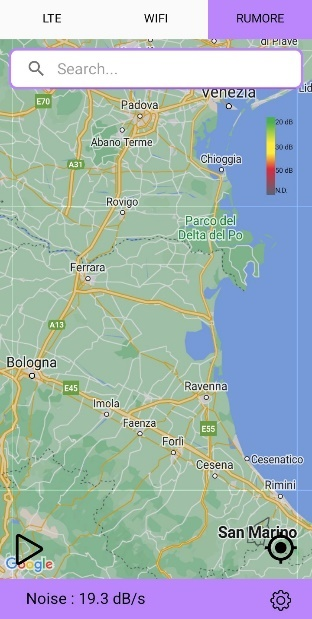 LTE
WIFI
RUMORE
di Piave
Search...
Venezia
Lid
E70
Padova
20 dB
Abano Terme
30 dB
Chioggia
A31
50 dB
N.D.
Rovigo
Parco del
Delta del Po
Ferrara
A13
Bologna
E45
Ravenna
Imola
Faenza
E55
Forlì
Cesena
Cesenatico
Rimini
San Marino
Google
Noise : 19.3 dB/s